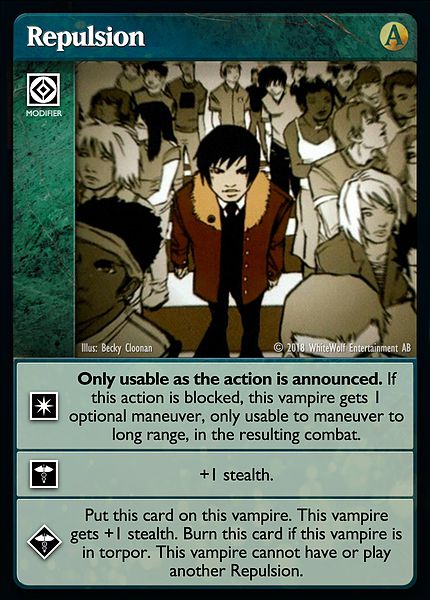 Repulsion
A
MODIFIER
Illus: Becky Cloonan
© 2018 WhiteWolf Entertainment AB
Only usable as the action is announced. If
this action is blocked, this vampire gets 1
optional maneuver, only usable to maneuver to
long range, in the resulting combat.
+1 stealth.
Put this card on this vampire. This vampire
gets +1 stealth. Burn this card if this vampire is
in torpor. This vampire cannot have or play
another Repulsion.